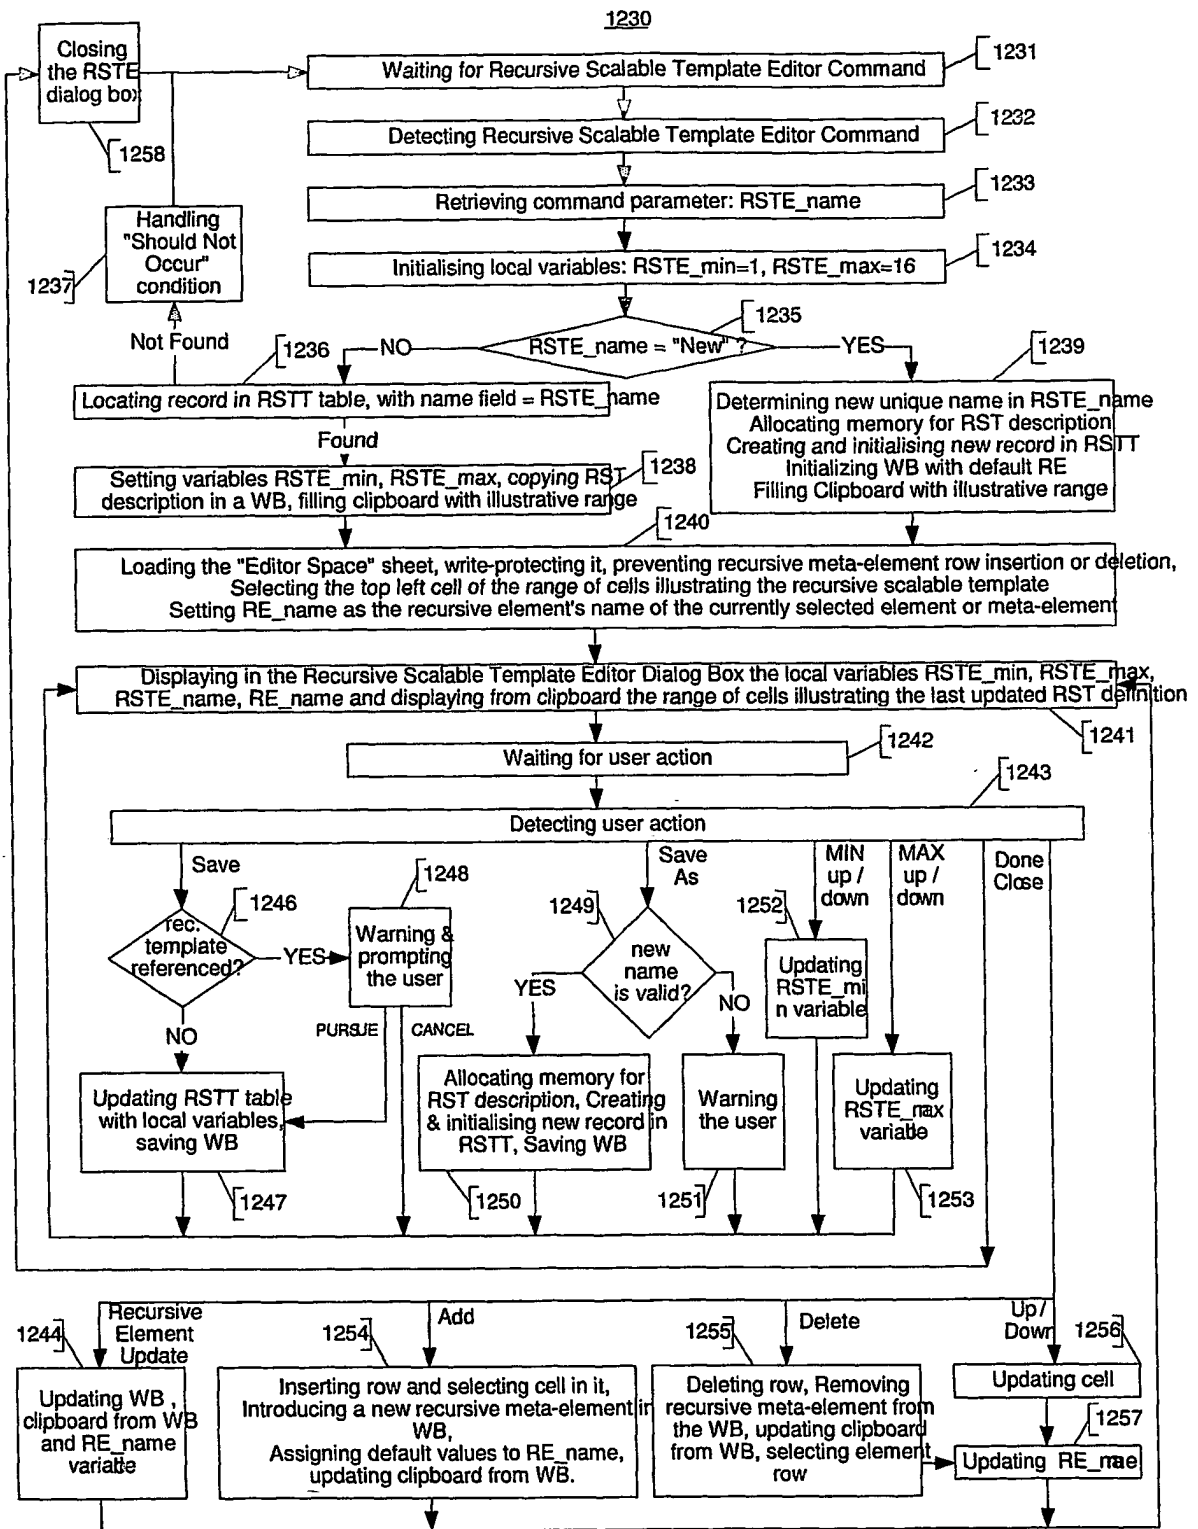 1230
Closing
the RSTE
dialog box
1258
Waiting for Recursive Scalable Template Editor Command
1231
Detecting Recursive Scalable Template Editor Command
1232
Retrieving command parameter: RSTE_name
1233
Initialising local variables: RSTE_min=1, RSTE_max=16
1234
Handling
"Should Not
Occur"
condition
1237
Not Found
RSTE_name = "New" ?
1235
NO
YES
1236
Locating record in RSTT table, with name field = RSTE_name
1239
Determining new unique name in RSTE_name
Allocating memory for RST description
Creating and initialising new record in RSTT
Initializing WB with default RE
Filling Clipboard with illustrative range
Found
Setting variables RSTE_min, RSTE_max, copying RST
description in a WB, filling clipboard with illustrative range
1238
1240
Loading the "Editor Space" sheet, write-protecting it, preventing recursive meta-element row insertion or deletion,
Selecting the top left cell of the range of cells illustrating the recursive scalable template
Setting RE_name as the recursive element's name of the currently selected element or meta-element
Displaying in the Recursive Scalable Template Editor Dialog Box the local variables RSTE_min, RSTE_max,
RSTE_name, RE_name and displaying from clipboard the range of cells illustrating the last updated RST definition
1241
Waiting for user action
1242
1243
Detecting user action
Save
Save
As
MIN
up /
down
MAX
up /
down
Done
Close
1246
rec.
template
referenced?
YES
NO
1248
Warning &
prompting
the user
PURSUE
CANCEL
1249
new
name
is valid?
YES
NO
1252
Updating
RSTE_mi
n variable
Updating RSTT table
with local variables,
saving WB
1247
Allocating memory for
RST description, Creating
& initialising new record in
RSTT, Saving WB
1250
Warning
the user
1251
Updating
RSTE_max
variable
1253
Recursive
Element
Update
1244
Updating WB ,
clipboard from WB
and RE_name
variable
Add
1254
Inserting row and selecting cell in it,
Introducing a new recursive meta-element in
WB,
Assigning default values to RE_name,
updating clipboard from WB.
Delete
1255
Deleting row, Removing
recursive meta-element from
the WB, updating clipboard
from WB, selecting element
row
Up /
Down
1256
Updating cell
1257
Updating RE_mae